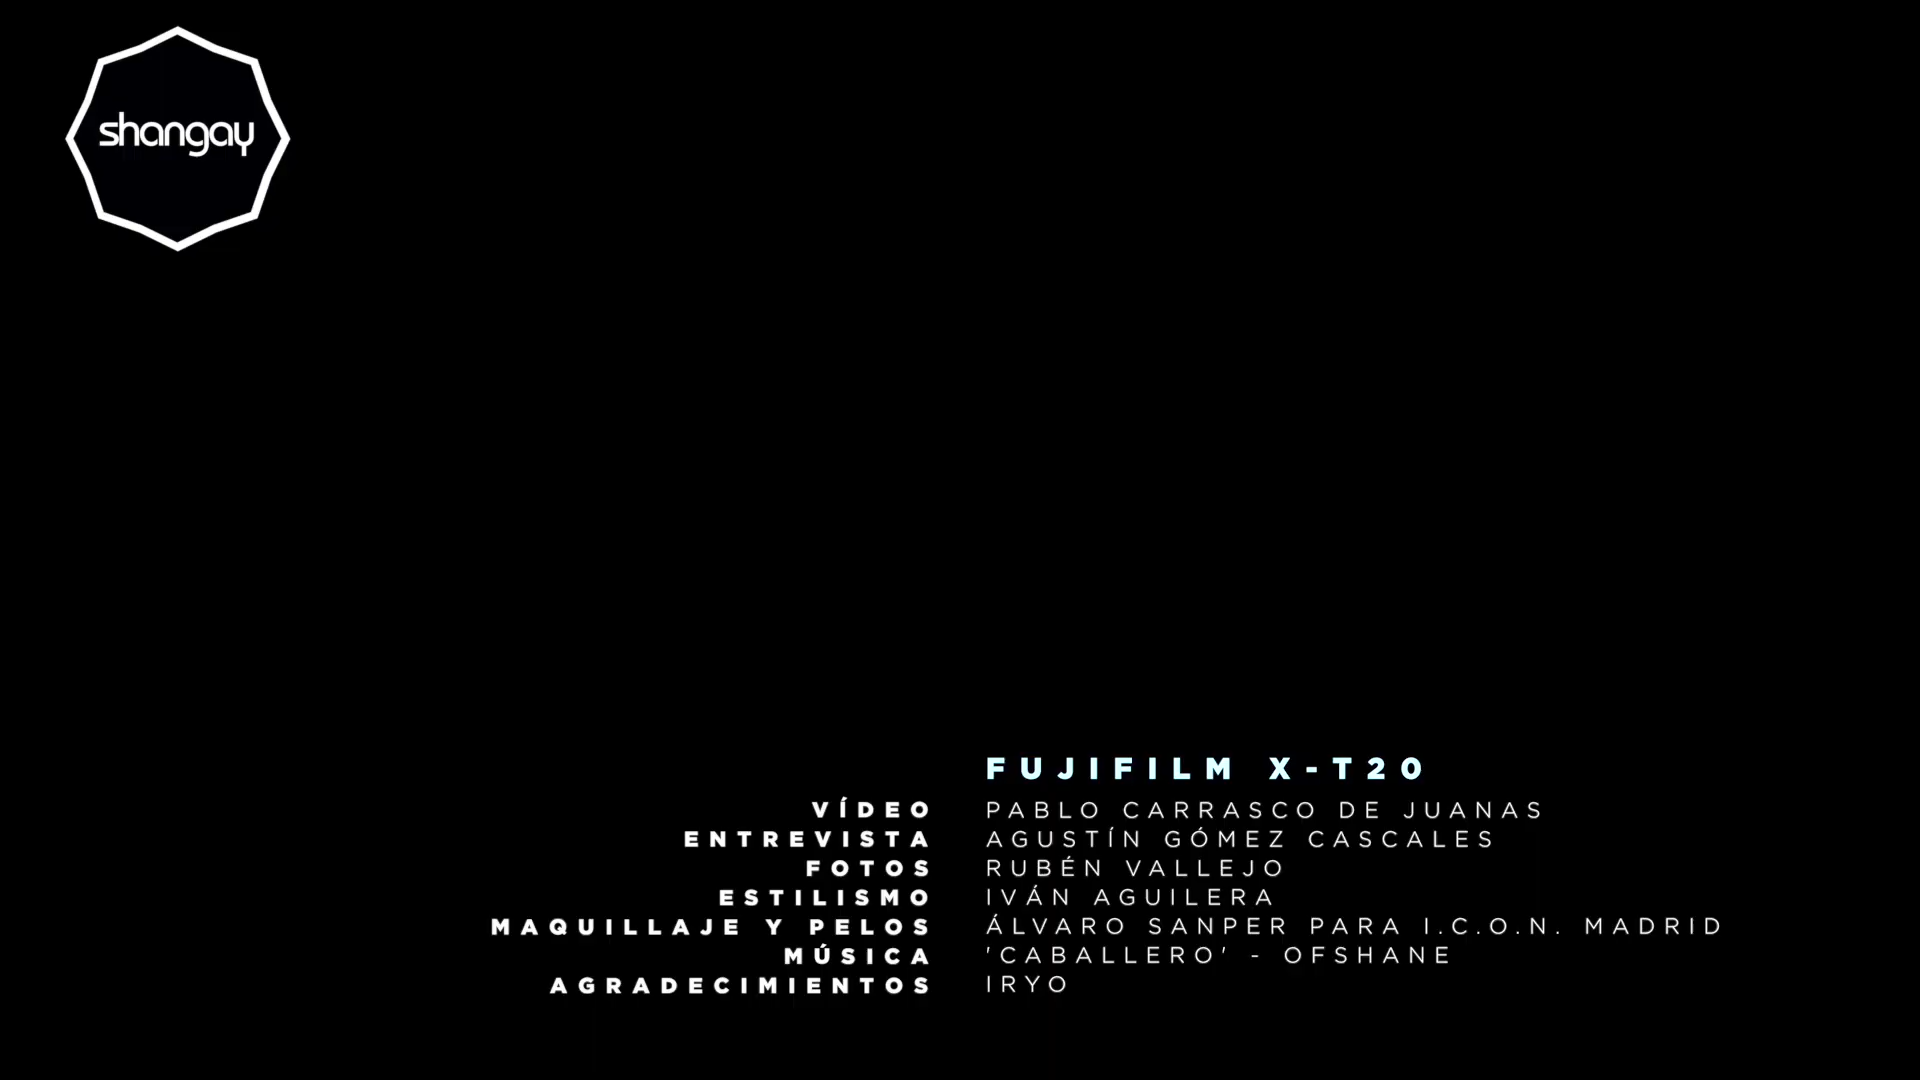 shangay
FUJIFILM X-T20
VÍDEO PABLO CARRASCO DE JUANAS
ENTREVISTA AGUSTÍN GÓMEZ CASCALES
FOTOS RUBÉN VALLEJO
ESTILISMO IVÁN AGUILERA
MAQUILLAJE Y PELOS ÁLVARO SANPER PARA I.C.O.N. MADRID
MÚSICA 'CABALLERO' - OFSHANE
AGRADECIMIENTOS IRYO